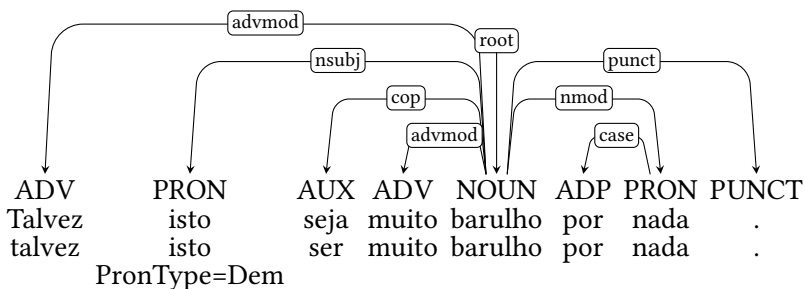 advmod
root
nsubj
punct
cop
nmod
advmod
case
ADV PRON AUX ADV NOUN ADP PRON PUNCT
Talvez isto seja muito barulho por nada .
talvez isto ser muito barulho por nada .
PronType=Dem